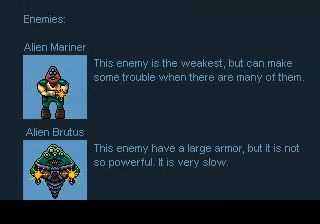 Enemies:
Alien Mariner
This enemy is the weakest, but can make
some trouble when there are many of them.
Alien Brutus
This enemy have a large armor, but it is not
so powerful. It is very slow.